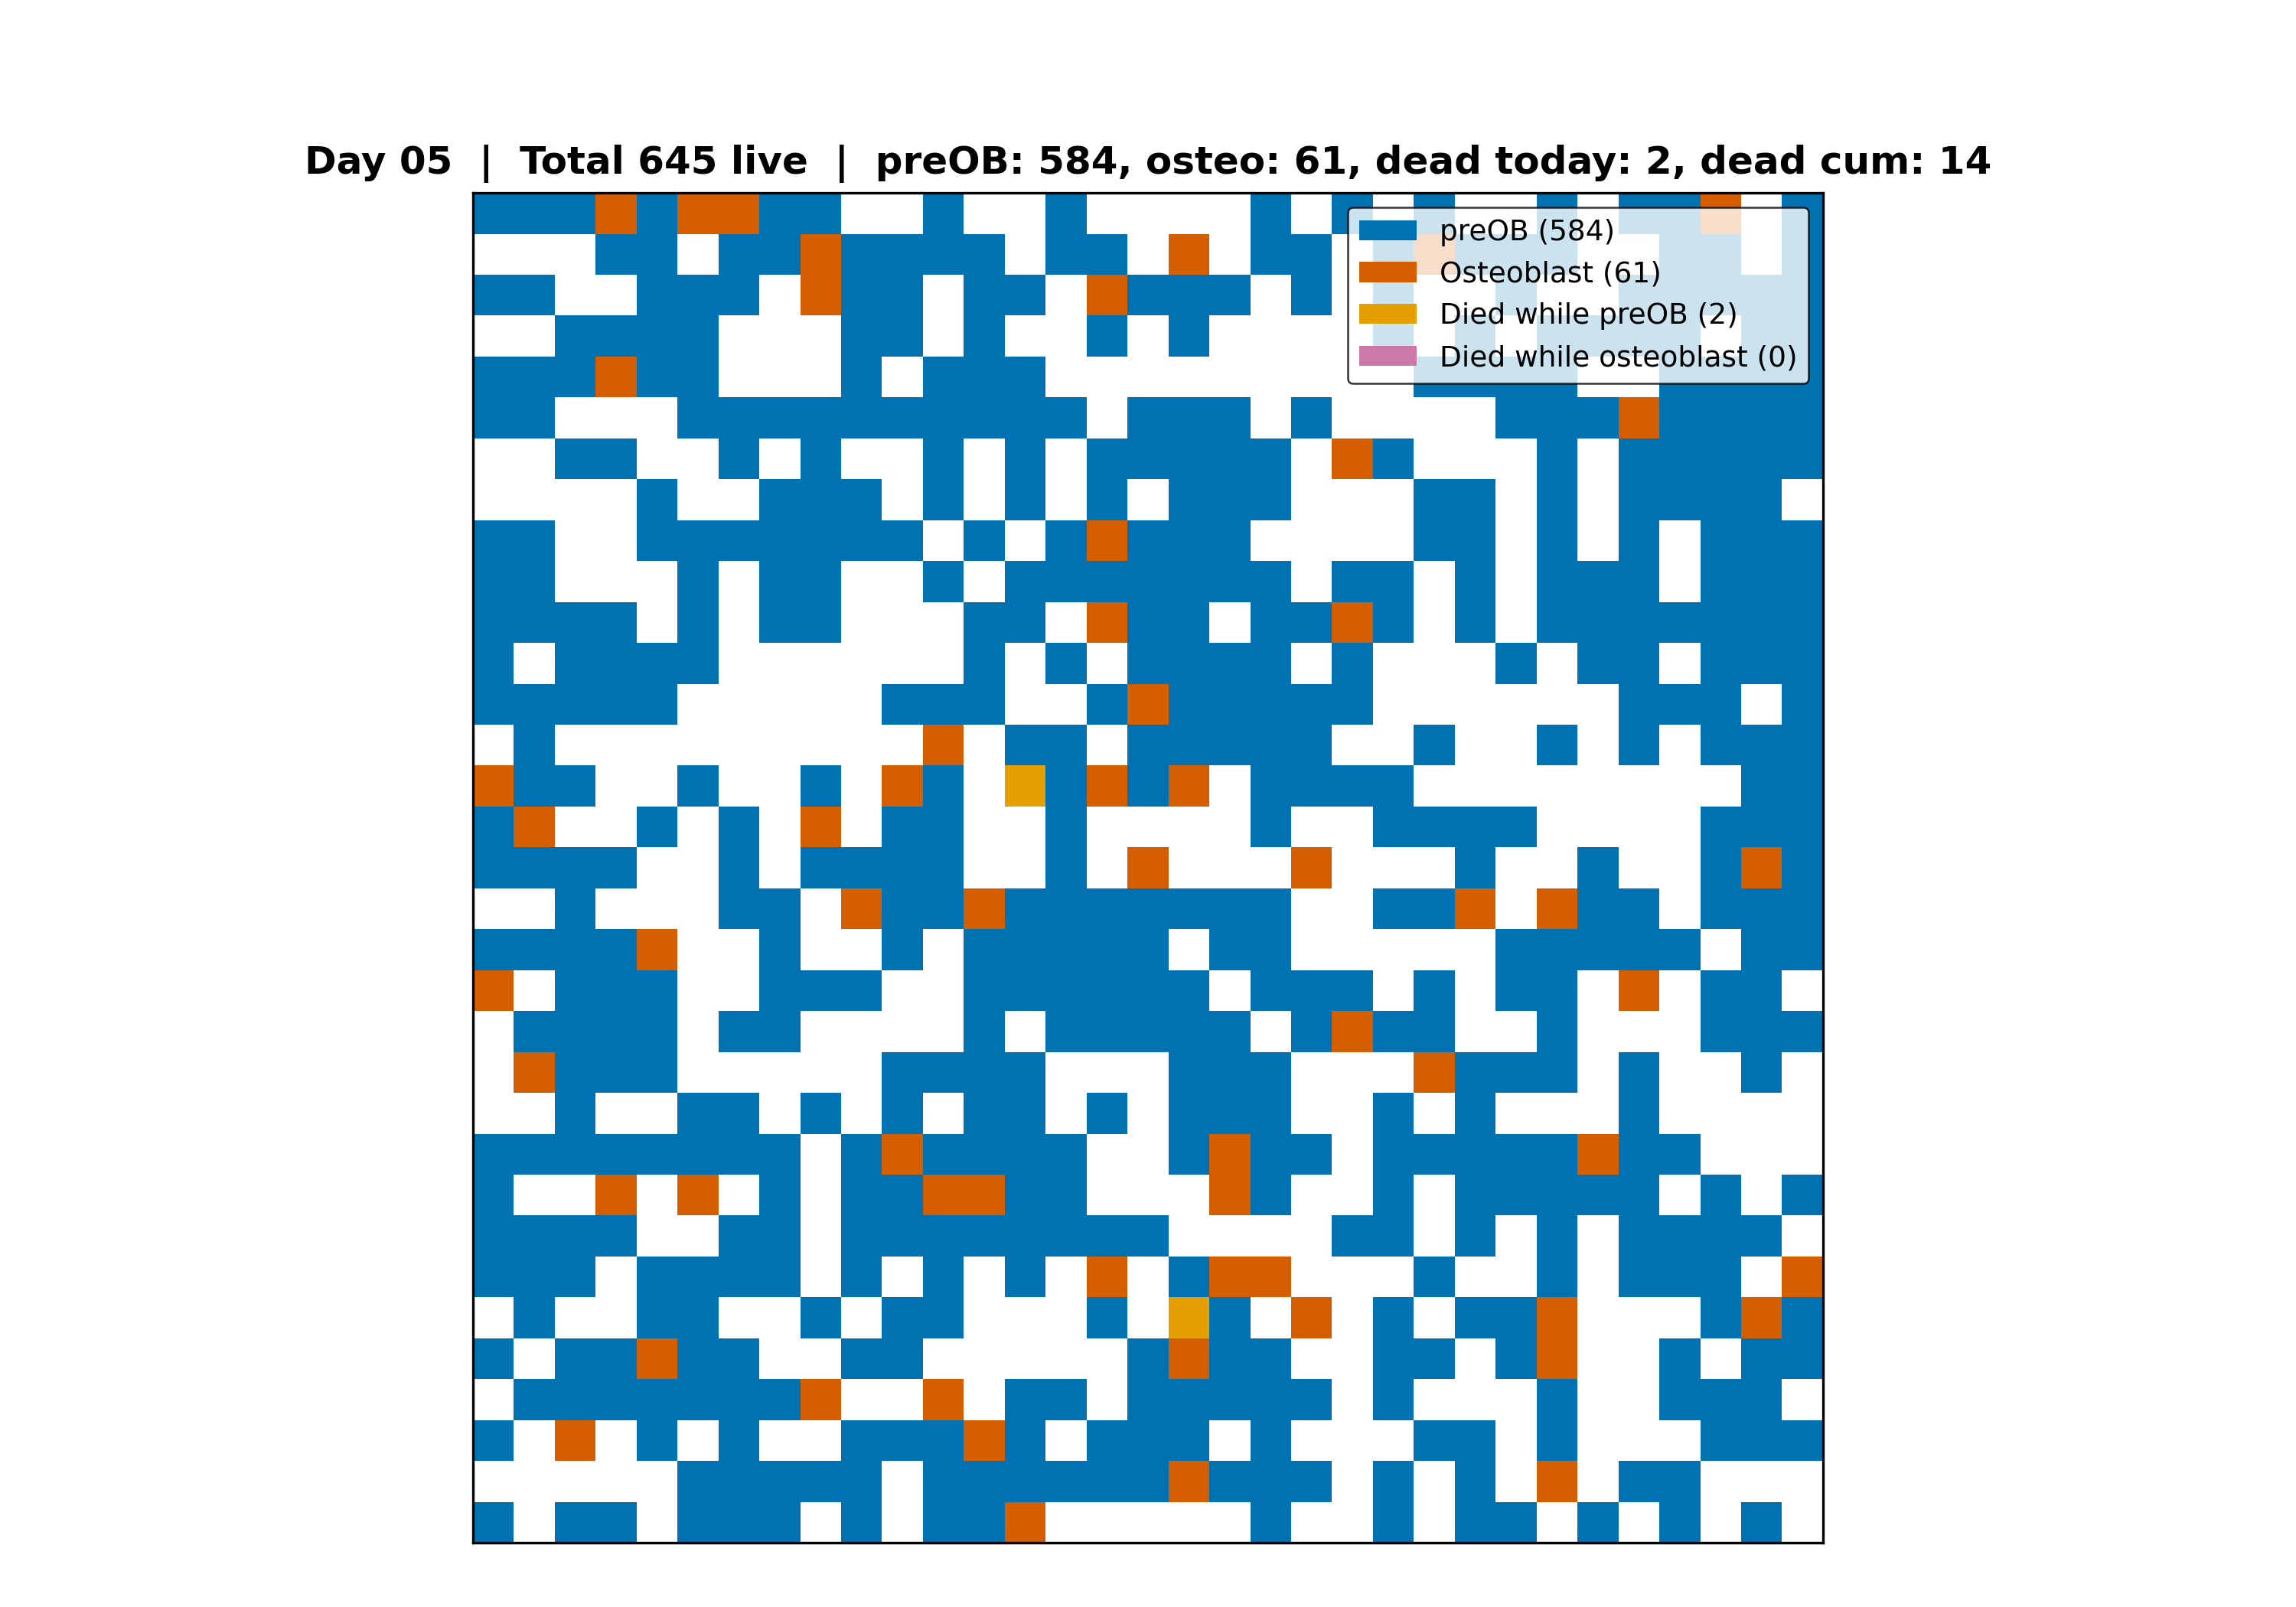 Day 05 | Total 645 live | preOB: 584, osteo: 61, dead today: 2, dead cum: 14
preOB (584)
Osteoblast (61)
Died while preOB (2)
Died while osteoblast (0)